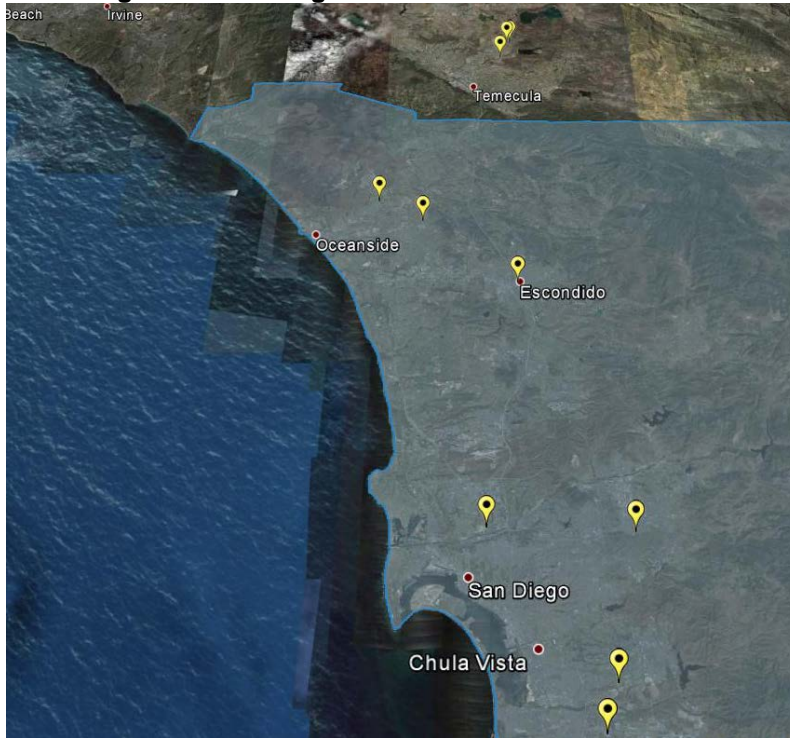 Beach
Irvine
Temecula
Oceanside
Escondido
San Diego
Chula Vista